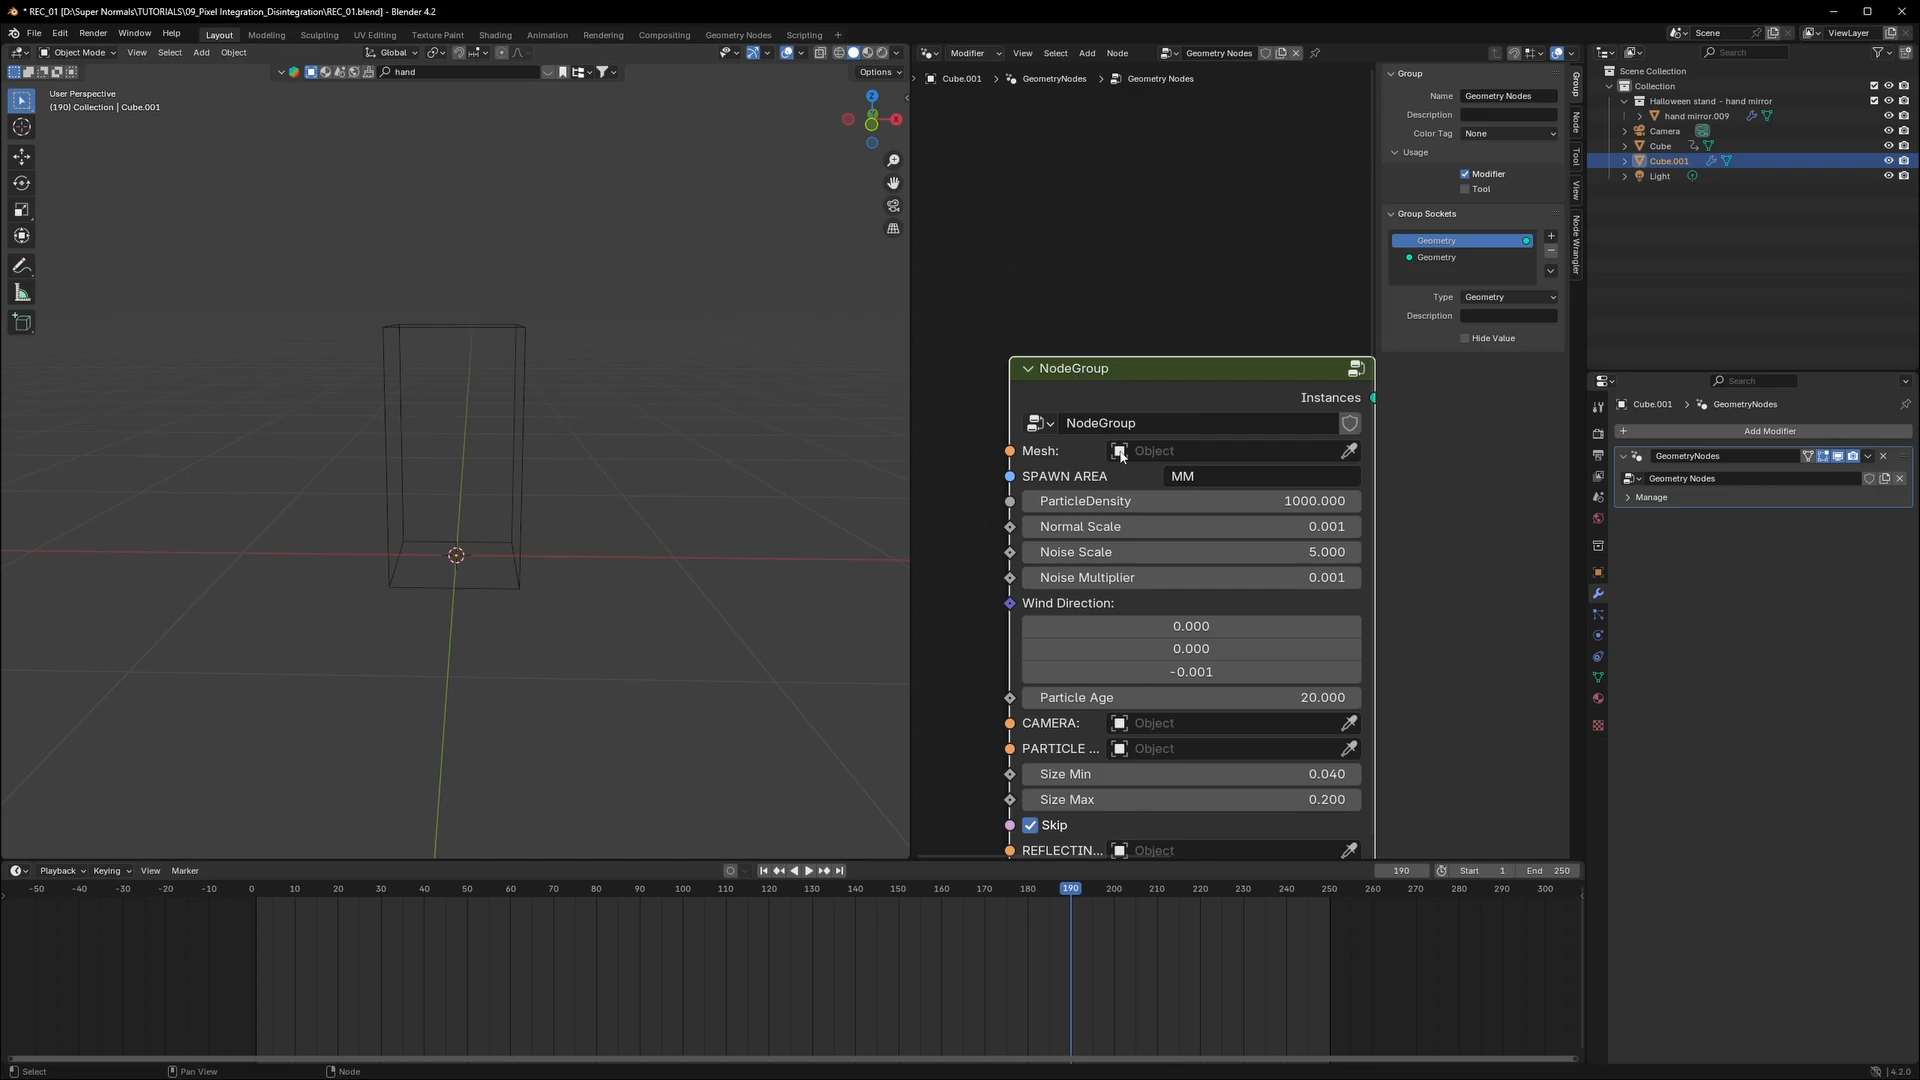 * REC_01 [D:\Super Normals\TUTORIALS\09_Pixel Integration_Disintegration\REC_01.blend] - Blender 4.2
File Edit Render Window Help Layout Modeling Sculpting UV Editing Texture Paint Shading Animation Rendering Compositing Geometry Nodes Scripting + Scene ViewLayer
Object Mode View Select Add Object Global
Modifier View Select Add Node Geometry Nodes
Search
hand Options
Cube.001 > GeometryNodes > Geometry Nodes
User Perspective
(190) Collection | Cube.001
Z
Y
X
Group
Name Geometry Nodes
Description
Color Tag None
Usage
Modifier
Tool
Group Sockets
Geometry
Geometry
Type Geometry
Description
Hide Value
Group
Node
Tool
View
Node Wrangler
Scene Collection
Collection
Halloween stand - hand mirror
hand mirror.009
Camera
Cube
Cube.001
Light
NodeGroup
Instances
NodeGroup
Mesh: Object
SPAWN AREA MM
ParticleDensity 1000.000
Normal Scale 0.001
Noise Scale 5.000
Noise Multiplier 0.001
Wind Direction:
0.000
0.000
-0.001
Particle Age 20.000
CAMERA: Object
PARTICLE ... Object
Size Min 0.040
Size Max 0.200
Skip
REFLECTIN... Object
Search
Cube.001 > GeometryNodes
+ Add Modifier
GeometryNodes
Geometry Nodes
Manage
Playback Keying View Marker 190 Start 1 End 250
-50 -40 -30 -20 -10 0 10 20 30 40 50 60 70 80 90 100 110 120 130 140 150 160 170 180 190 200 210 220 230 240 250 260 270 280 290 300
Select Pan View Node 4.2.0